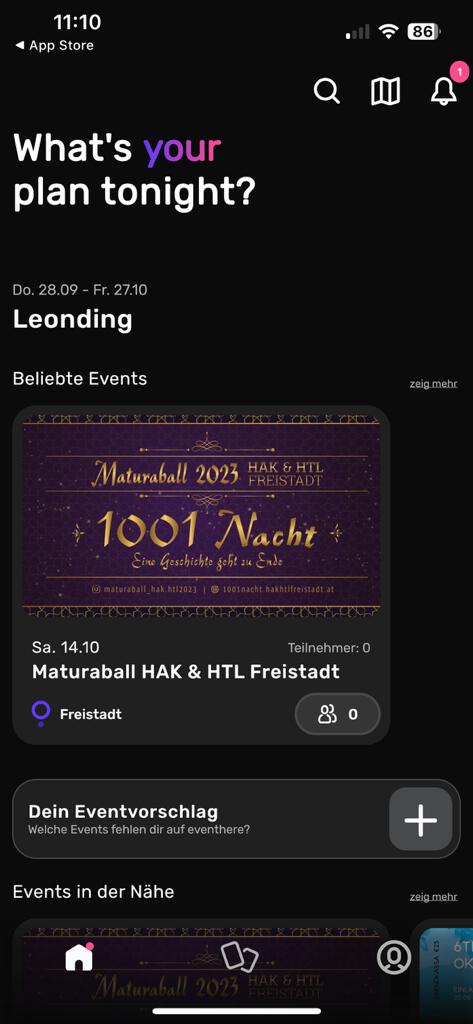 11:10
86
◀ App Store
1
What's your
plan tonight?
Do. 28.09 - Fr. 27.10
Leonding
Beliebte Events
zeig mehr
Maturaball 2023 HAK & HTL
FREISTADT
1001 Nacht
Eine Geschichte geht zu Ende
maturaball_hak.htl2023 | 1001nacht.hakhtlfreistadt.at
Sa. 14.10
Teilnehmer: 0
Maturaball HAK & HTL Freistadt
Freistadt
0
Dein Eventvorschlag
Welche Events fehlen dir auf eventhere?
Events in der Nähe
zeig mehr
Maturaball 2023 HAK & HTL
FREISTADT
6T
OK